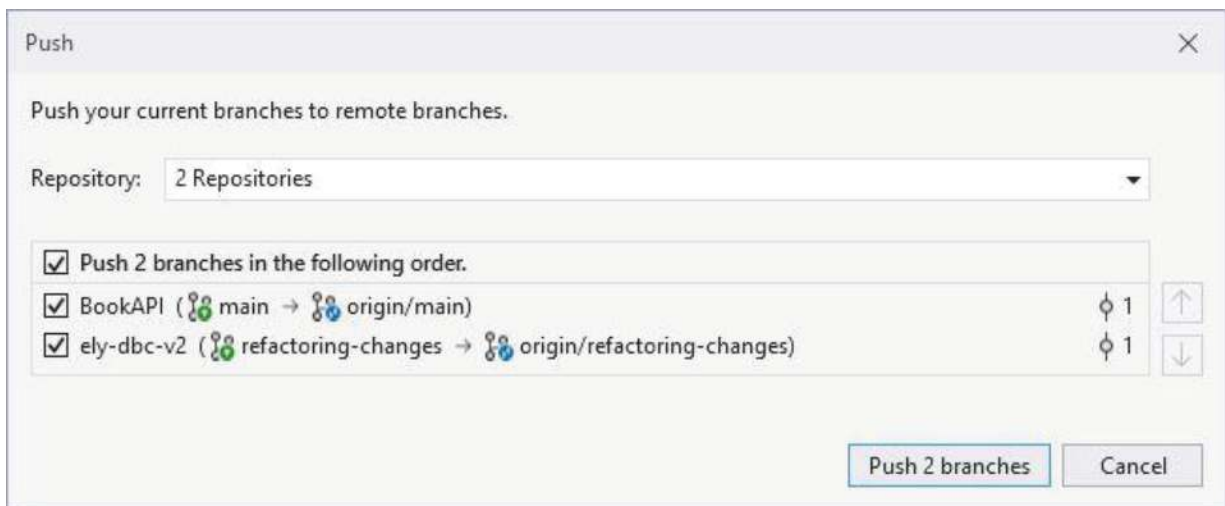 Push
Push your current branches to remote branches.
Repository: 2 Repositories
Push 2 branches in the following order.
BookAPI ( main → origin/main) 1
ely-dbc-v2 ( refactoring-changes → origin/refactoring-changes) 1
Push 2 branches Cancel